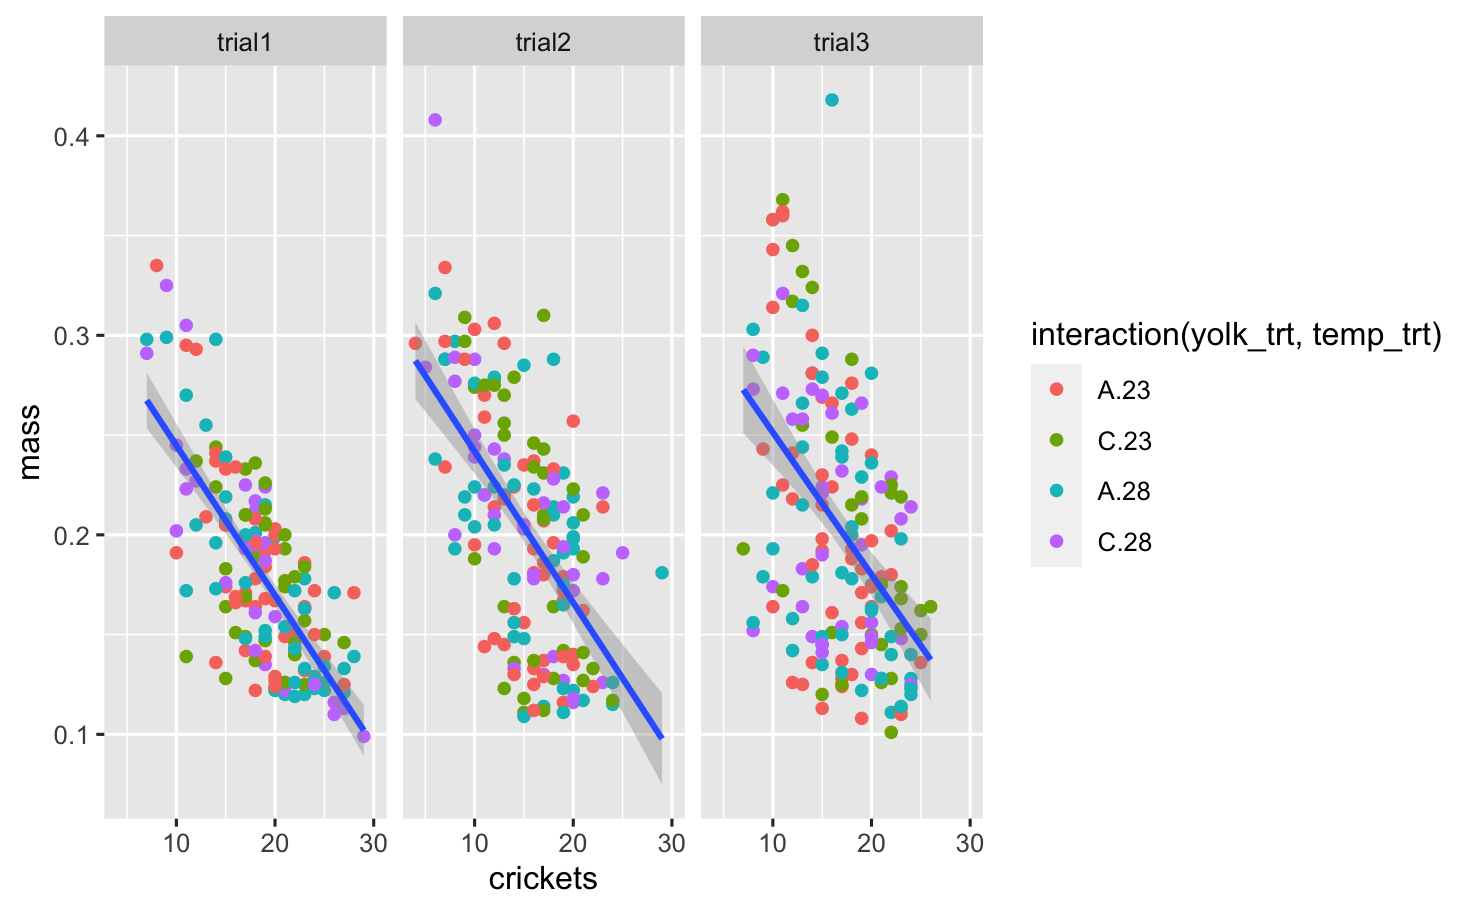 trial1
trial2
trial3
0.4
0.3
0.2
0.1
mass
10
20
30
10
20
30
10
20
30
crickets
interaction(yolk_trt, temp_trt)
A.23
C.23
A.28
C.28